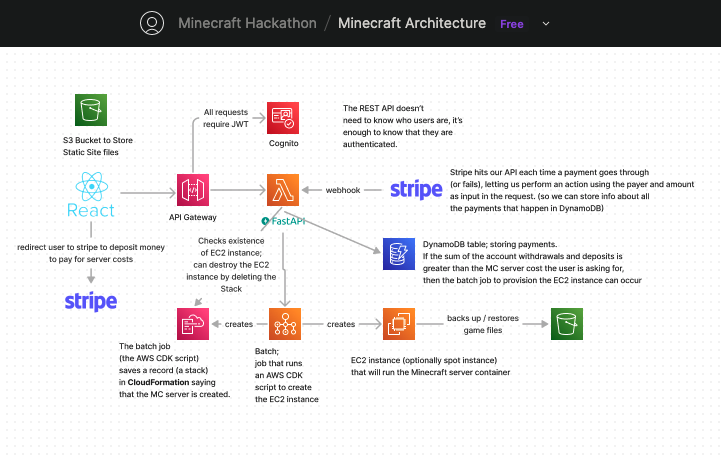 Minecraft Hackathon / Minecraft Architecture Free
S3 Bucket to Store
Static Site files
All requests
require JWT
Cognito
The REST API doesn't
need to know who users are, it's
enough to know that they are
authenticated.
React
API Gateway
FastAPI
webhook
stripe
Stripe hits our API each time a payment goes through
(or fails), letting us perform an action using the payer and amount
as input in the request. (so we can store info about all
the payments that happen in DynamoDB)
redirect user to stripe to deposit money
to pay for server costs
stripe
Checks existence
of EC2 instance;
can destroy the EC2
instance by deleting the
Stack
DynamoDB table; storing payments.
If the sum of the account withdrawals and deposits is
greater than the MC server cost the user is asking for,
then the batch job to provision the EC2 instance can occur
creates
creates
backs up / restores
game files
The batch job
(the AWS CDK script)
saves a record (a stack)
in CloudFormation saying
that the MC server is created.
Batch;
job that runs
an AWS CDK
script to create
the EC2 instance
EC2 instance (optionally spot instance)
that will run the Minecraft server container